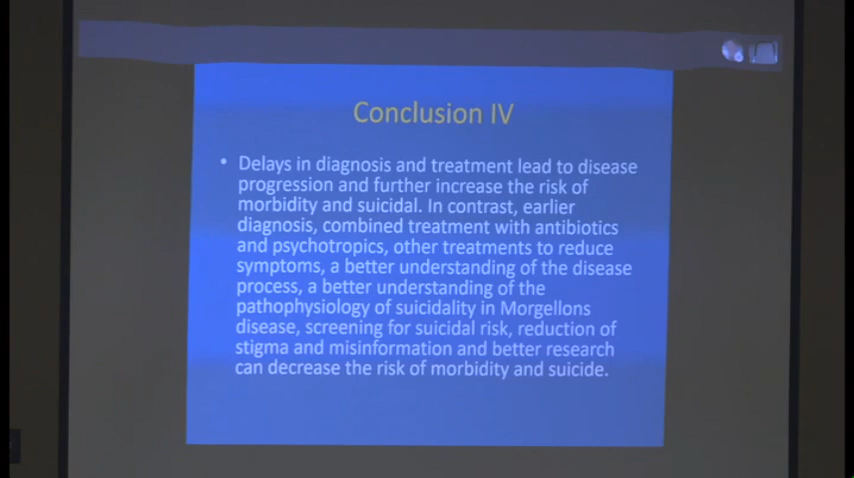 Conclusion IV
• Delays in diagnosis and treatment lead to disease
progression and further increase the risk of
morbidity and suicidal. In contrast, earlier
diagnosis, combined treatment with antibiotics
and psychotropics, other treatments to reduce
symptoms, a better understanding of the disease
process, a better understanding of the
pathophysiology of suicidality in Morgellons
disease, screening for suicidal risk, reduction of
stigma and misinformation and better research
can decrease the risk of morbidity and suicide.